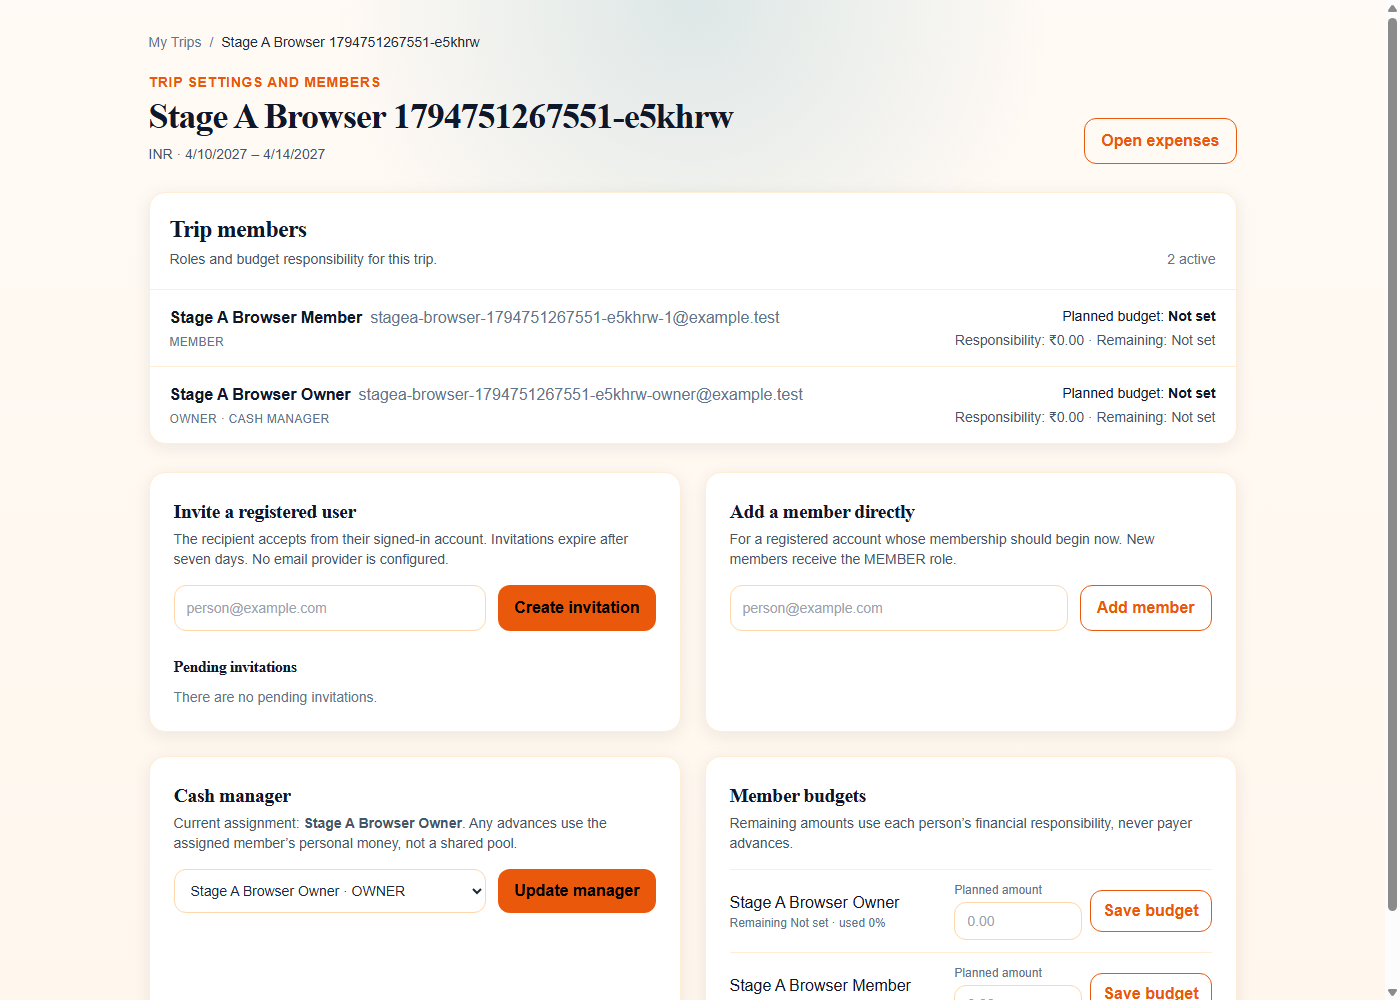 My Trips / Stage A Browser 1794751267551-e5khrw
TRIP SETTINGS AND MEMBERS
Stage A Browser 1794751267551-e5khrw
INR · 4/10/2027 – 4/14/2027
Open expenses
Trip members
Roles and budget responsibility for this trip.
2 active
Stage A Browser Member stagea-browser-1794751267551-e5khrw-1@example.test
MEMBER
Planned budget: Not set
Responsibility: ₹0.00 · Remaining: Not set
Stage A Browser Owner stagea-browser-1794751267551-e5khrw-owner@example.test
OWNER · CASH MANAGER
Planned budget: Not set
Responsibility: ₹0.00 · Remaining: Not set
Invite a registered user
The recipient accepts from their signed-in account. Invitations expire after
seven days. No email provider is configured.
person@example.com
Create invitation
Pending invitations
There are no pending invitations.
Add a member directly
For a registered account whose membership should begin now. New
members receive the MEMBER role.
person@example.com
Add member
Cash manager
Current assignment: Stage A Browser Owner. Any advances use the
assigned member’s personal money, not a shared pool.
Stage A Browser Owner · OWNER
Update manager
Member budgets
Remaining amounts use each person’s financial responsibility, never payer
advances.
Stage A Browser Owner
Remaining Not set · used 0%
Planned amount
0.00
Save budget
Stage A Browser Member
Planned amount
Save budget